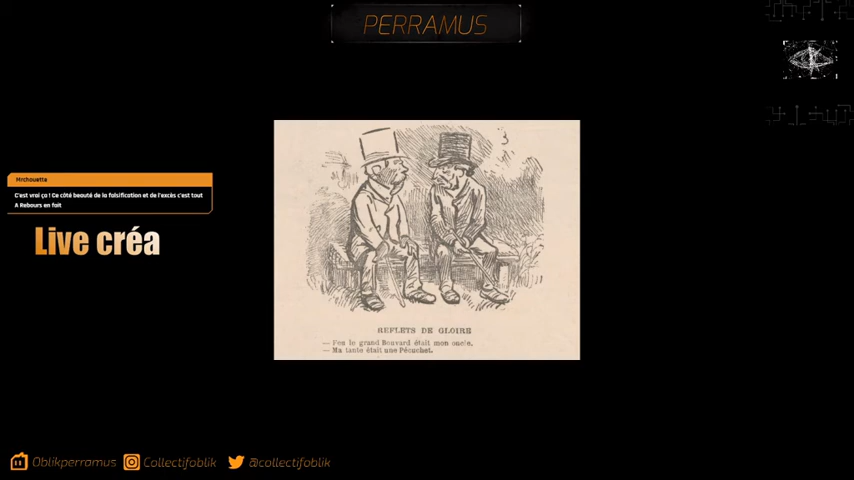 PERRAMUS
Mrchouette
C'est vrai ça ! Ce côté beauté de la falsification et de l'excès c'est tout
A Rebours en fait
Live créa
REFLETS DE GLOIRE
— Feu le grand Bouvard était mon oncle.
— Ma tante était une Pécuchet.
Oblikperramus
Collectifoblik
@collectifoblik